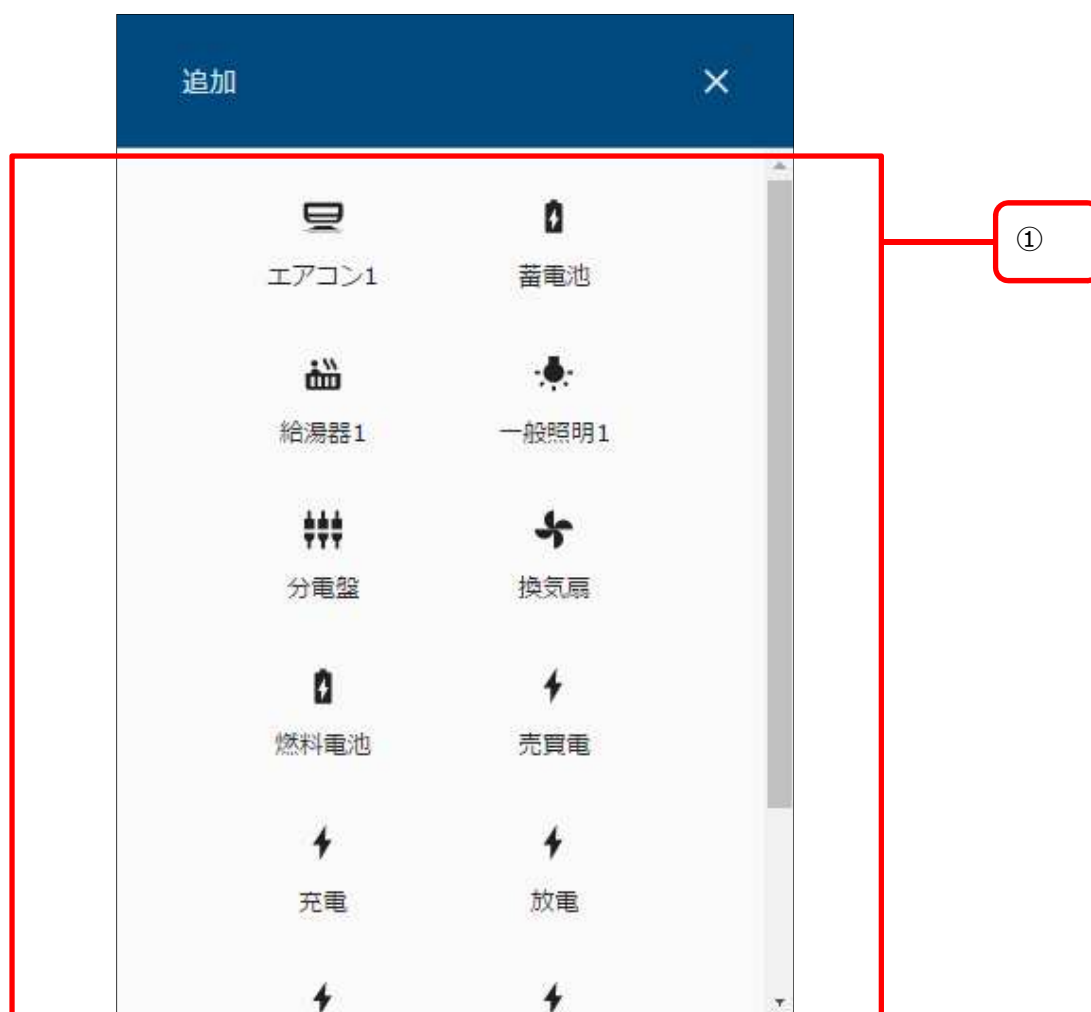 追加
①
エアコン1 蓄電池
給湯器1 一般照明1
分電盤 換気扇
燃料電池 売買電
充電 放電